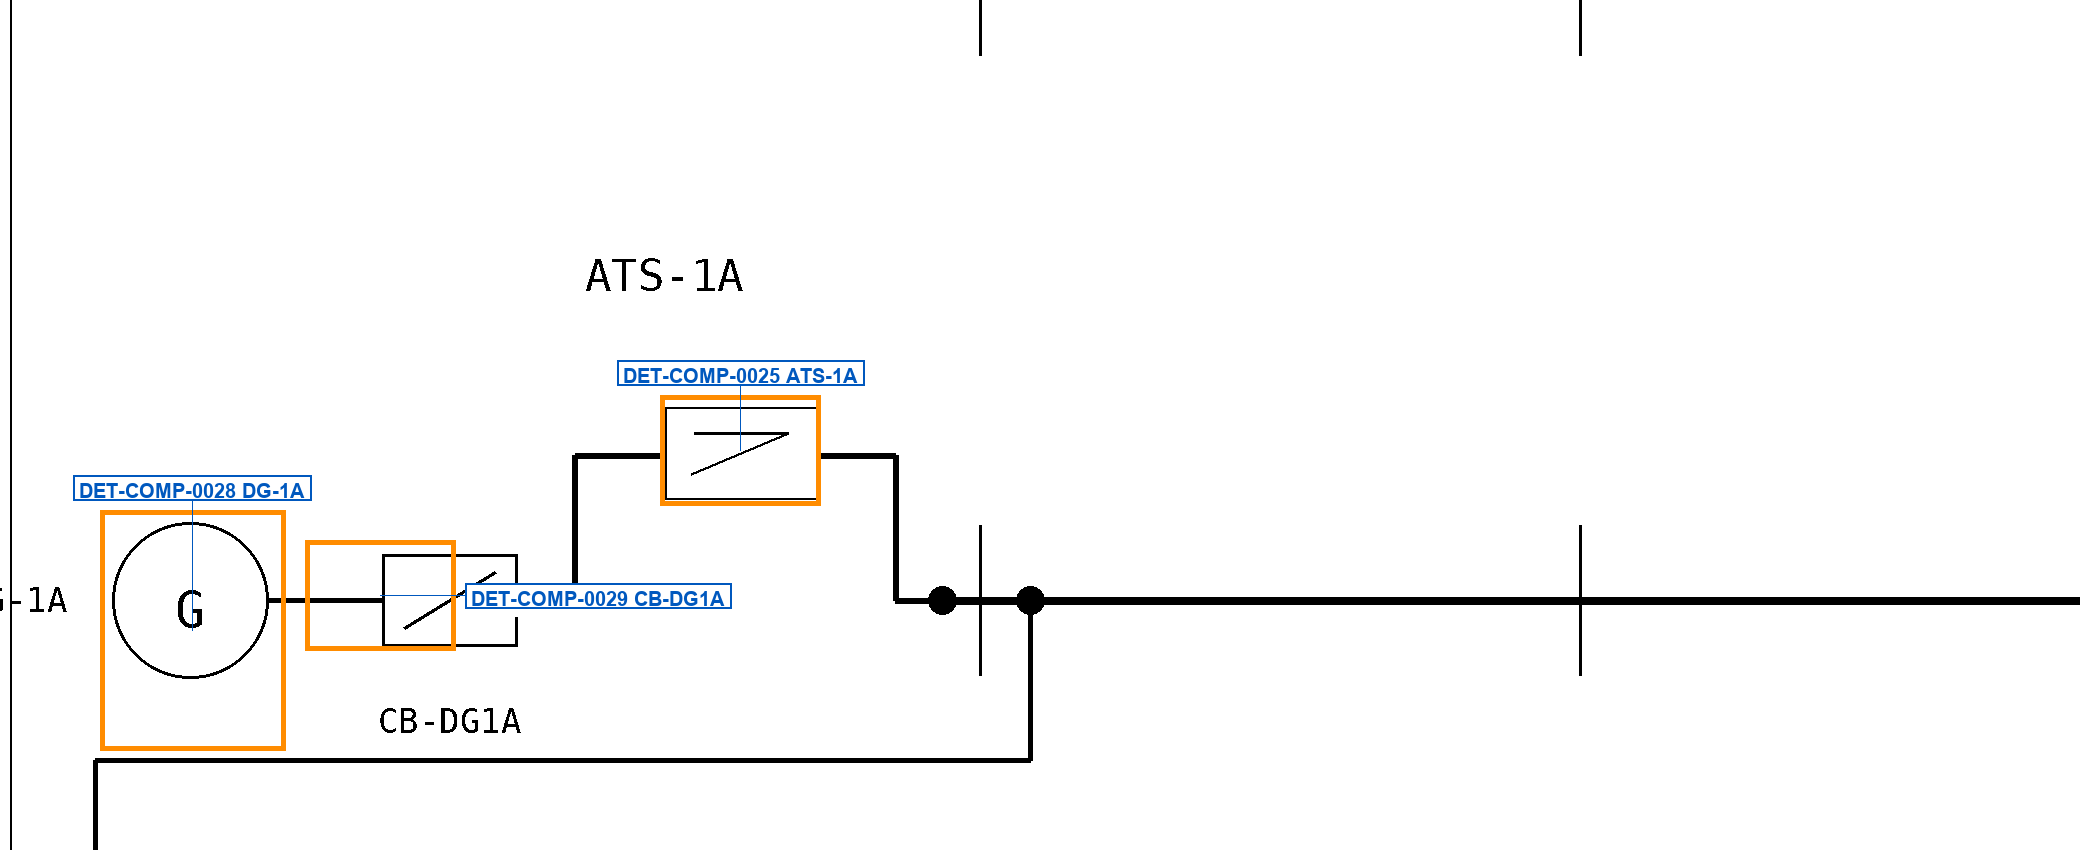 ATS-1A
DET-COMP-0025 ATS-1A
DET-COMP-0028 DG-1A
G
-1A
DET-COMP-0029 CB-DG1A
CB-DG1A